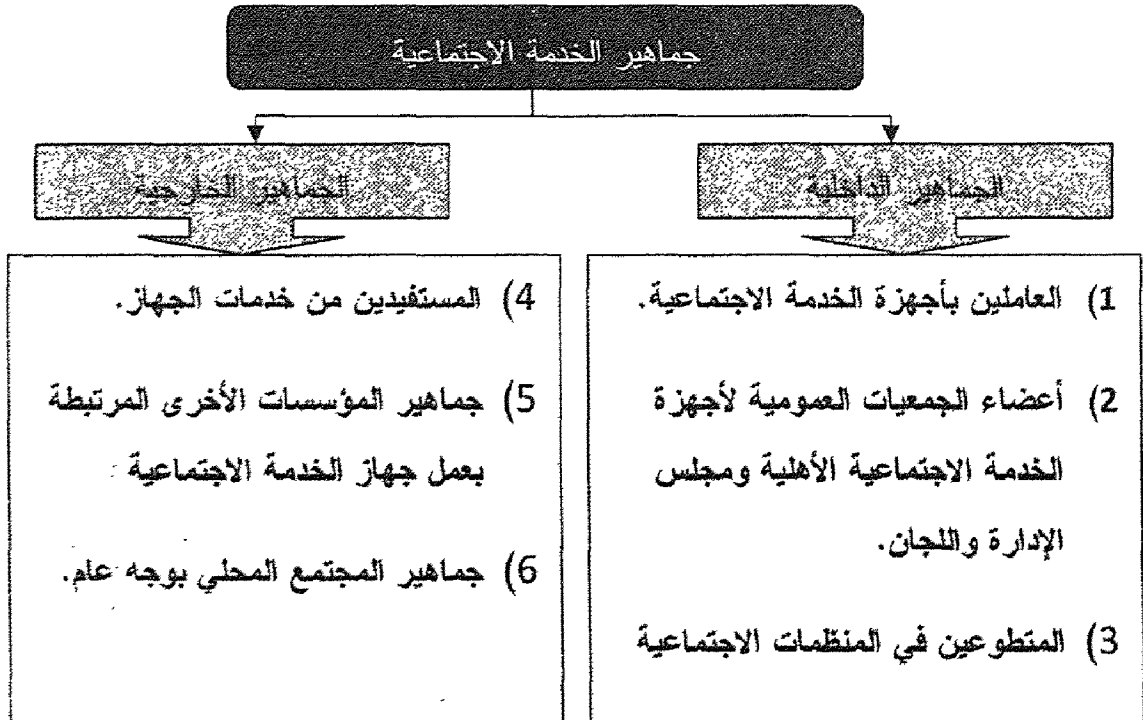 جماهير الخدمة الاجتماعية
الجماهير الداخلية
1) العاملين بأجهزة الخدمة الاجتماعية.
2) أعضاء الجمعيات العمومية لأجهزة
الخدمة الاجتماعية الأهلية ومجلس
الإدارة واللجان.
3) المتطوعين في المنظمات الاجتماعية
الجماهير الخارجية
4) المستفيدين من خدمات الجهاز.
5) جماهير المؤسسات الأخرى المرتبطة
بعمل جهاز الخدمة الاجتماعية
6) جماهير المجتمع المحلي بوجه عام.